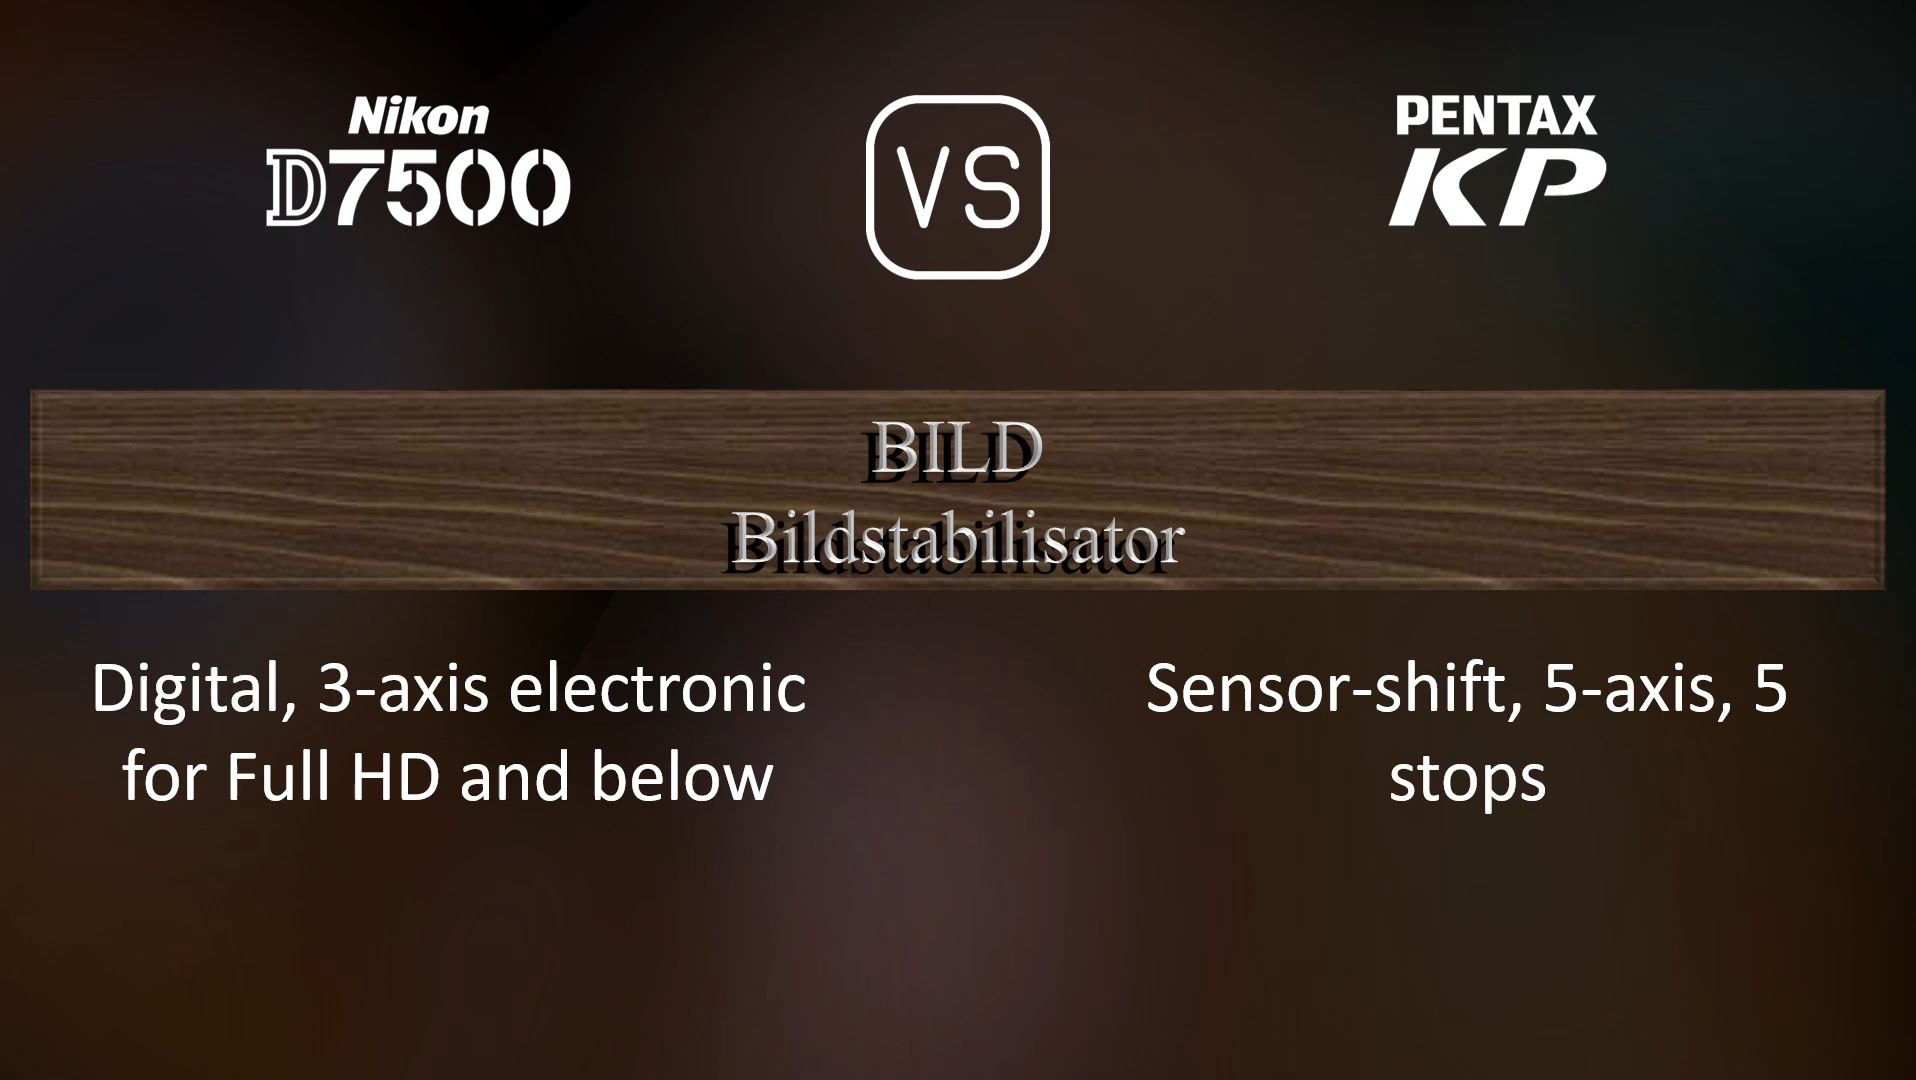 Nikon
D7500
VS
PENTAX
KP
BILD
Bildstabilisator
Digital, 3-axis electronic
for Full HD and below
Sensor-shift, 5-axis, 5
stops